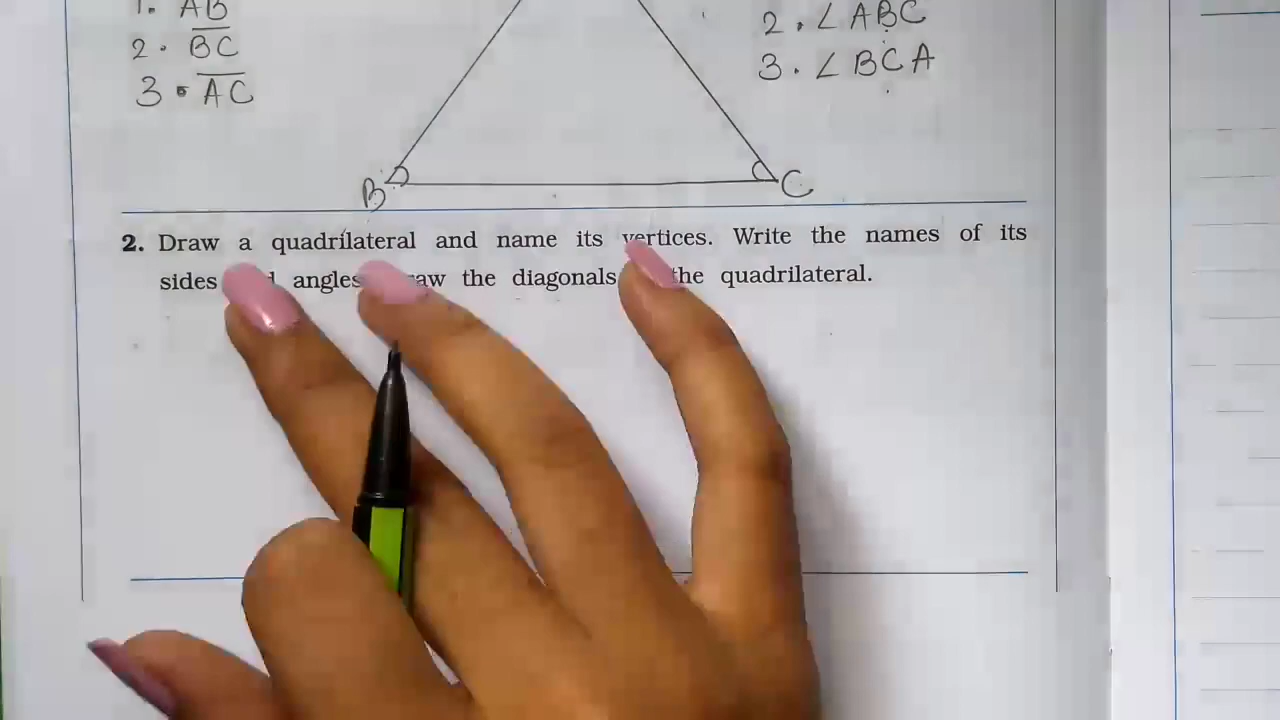 1. AB
2. BC
3. AC
2. ∠ABC
3. ∠BCA
B
C
2. Draw a quadrilateral and name its vertices. Write the names of its
sides angles the diagonals the quadrilateral.